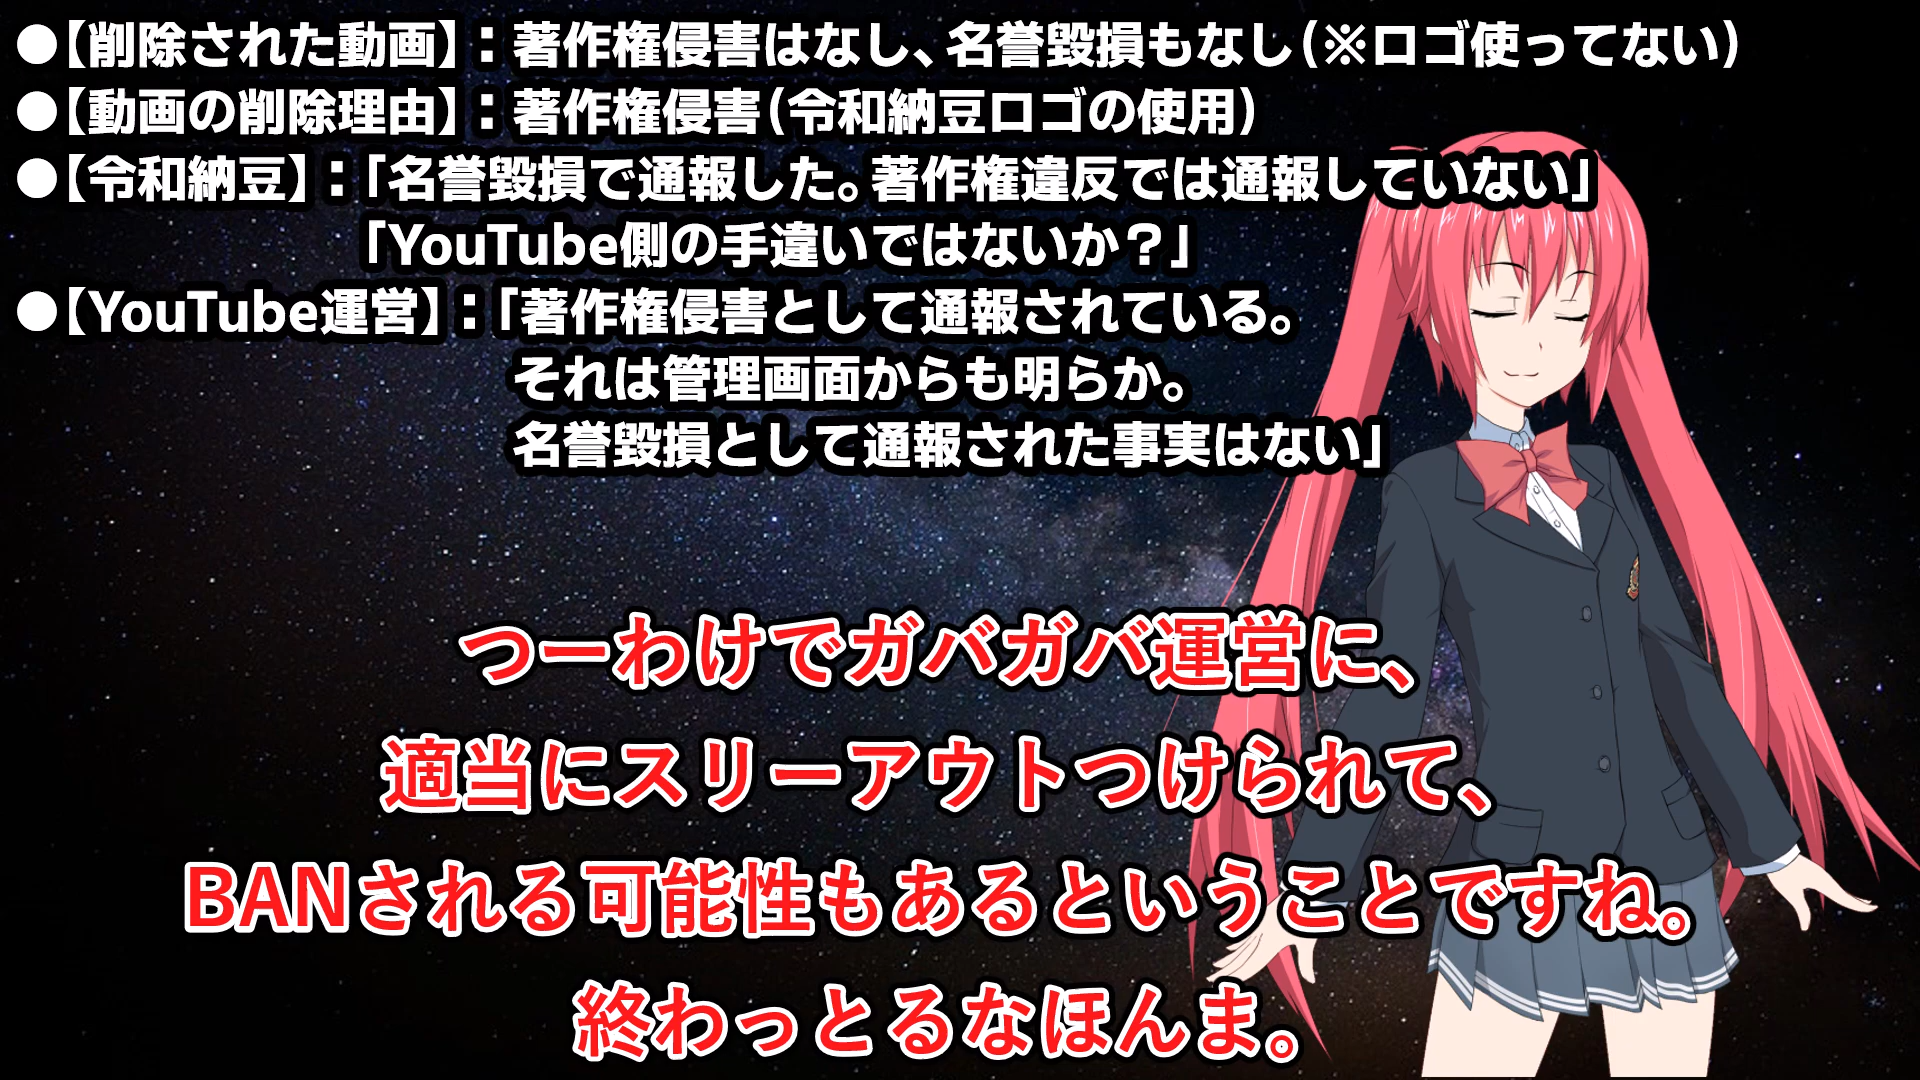 ●【削除された動画】：著作権侵害はなし、名誉毀損もなし（※ロゴ使ってない）
●【動画の削除理由】：著作権侵害（令和納豆ロゴの使用）
●【令和納豆】：「名誉毀損で通報した。著作権違反では通報していない」
「YouTube側の手違いではないか？」
●【YouTube運営】：「著作権侵害として通報されている。
それは管理画面からも明らか。
名誉毀損として通報された事実はない」
つーわけでガバガバ運営に、
適当にスリーアウトつけられて、
BANされる可能性もあるということですね。
終わっとるなほんま。